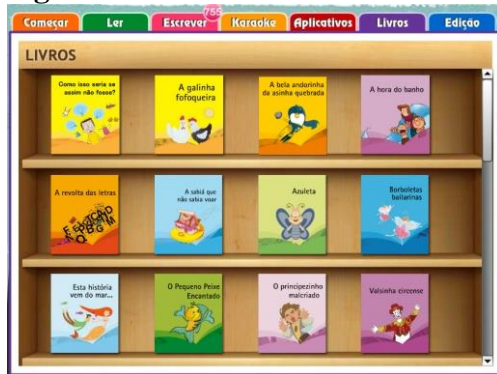 Começar Ler Escrever Karaoke Aplicativos Livros Edição
755
LIVROS
Como isso seria se
assim não fosse?
A galinha
fofoqueira
A bela andorinha
da asinha quebrada
A hora do banho
A revolta das letras
A sabiá que
não sabia voar
Azuleta
Borboletas
bailarinas
Esta história
vem do mar...
O Pequeno Peixe
Encantado
O principezinho
malcriado
Valsinha circense